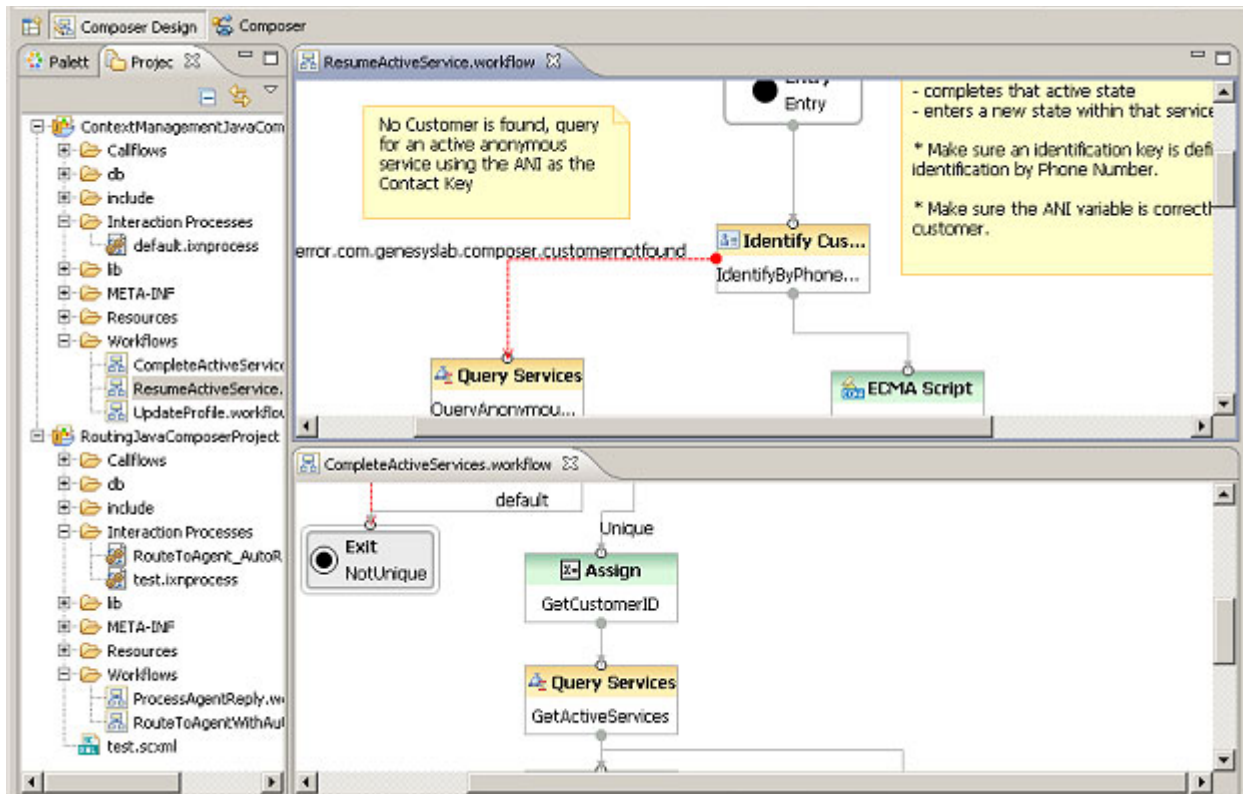 Composer Design Composer
Palett Projec
ContextManagementJavaCom
Callflows
db
include
Interaction Processes
default.ixnprocess
lib
META-INF
Resources
Workflows
CompleteActiveService
ResumeActiveService.
UpdateProfile.workflow
RoutingJavaComposerProject
Callflows
db
include
Interaction Processes
RouteToAgent_AutoR
test.ixnprocess
lib
META-INF
Resources
Workflows
ProcessAgentReply.w
RouteToAgentWithAu
test.scxml
ResumeActiveService.workflow
No Customer is found, query
for an active anonymous
service using the ANI as the
Contact Key
Entry
Entry
- completes that active state
- enters a new state within that service
* Make sure an identification key is defi
identification by Phone Number.
* Make sure the ANI variable is correctl
customer.
error.com.genesyslab.composer.customernotfound
Identify Cus...
IdentifyByPhone...
Query Services
QueryAnonymou...
ECMA Script
CompleteActiveServices.workflow
default
Unique
Exit
NotUnique
Assign
GetCustomerID
Query Services
GetActiveServices